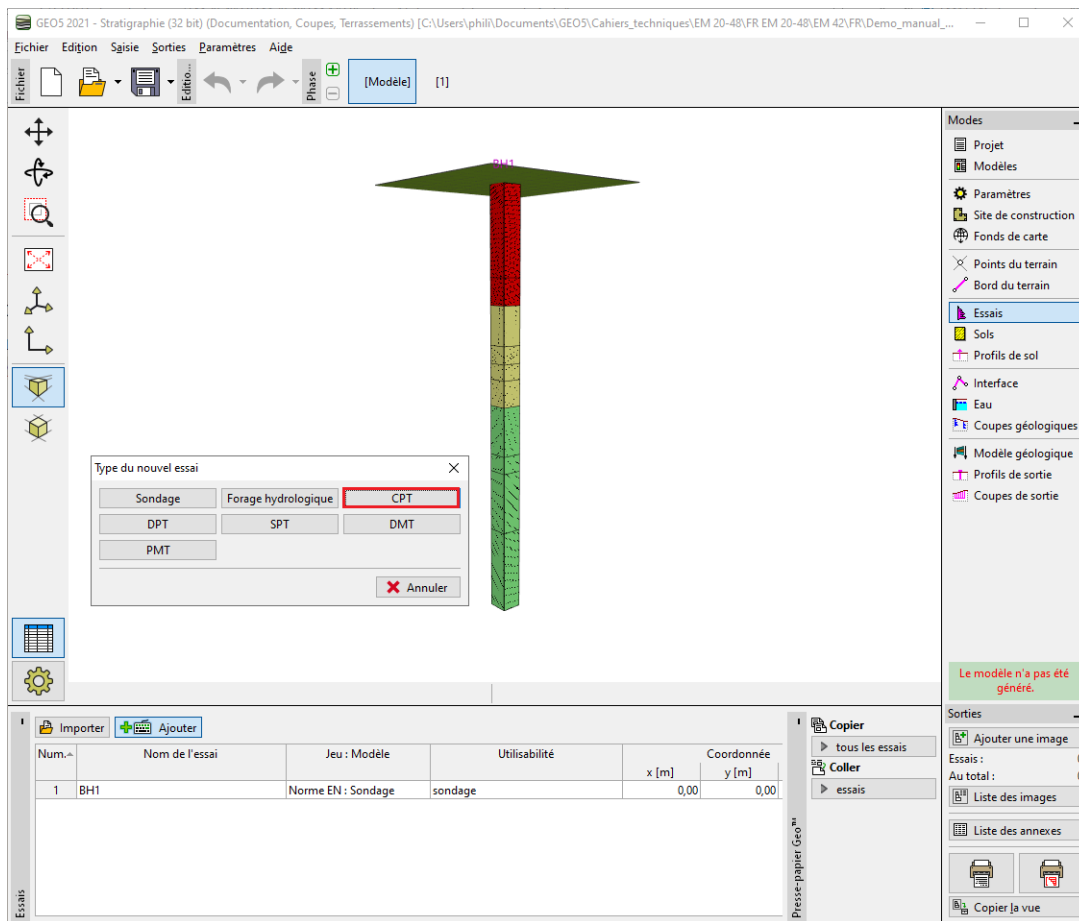 GEO5 2021 - Stratigraphie (32 bit) (Documentation, Coupes, Terrassements) [C:\Users\phili\Documents\GEO5\Cahiers_techniques\EM 20-48\FR EM 20-48\EM 42\FR\Demo_manual_...
Fichier Edition Saisie Sorties Paramètres Aide
Fichier
Editio...
Phase
[Modèle] [1]
BH1
Type du nouvel essai
Sondage Forage hydrologique CPT
DPT SPT DMT
PMT
Annuler
Modes
Projet
Modèles
Paramètres
Site de construction
Fonds de carte
Points du terrain
Bord du terrain
Essais
Sols
Profils de sol
Interface
Eau
Coupes géologiques
Modèle géologique
Profils de sortie
Coupes de sortie
Le modèle n'a pas été
généré.
Sorties
Ajouter une image
Essais :
Au total :
Liste des images
Liste des annexes
Copier la vue
Importer Ajouter
Num. Nom de l'essai Jeu : Modèle Utilisabilité Coordonnée
x [m] y [m]
1 BH1 Norme EN : Sondage sondage 0,00 0,00
Essais
Presse-papier Geo™
Copier
tous les essais
Coller
essais